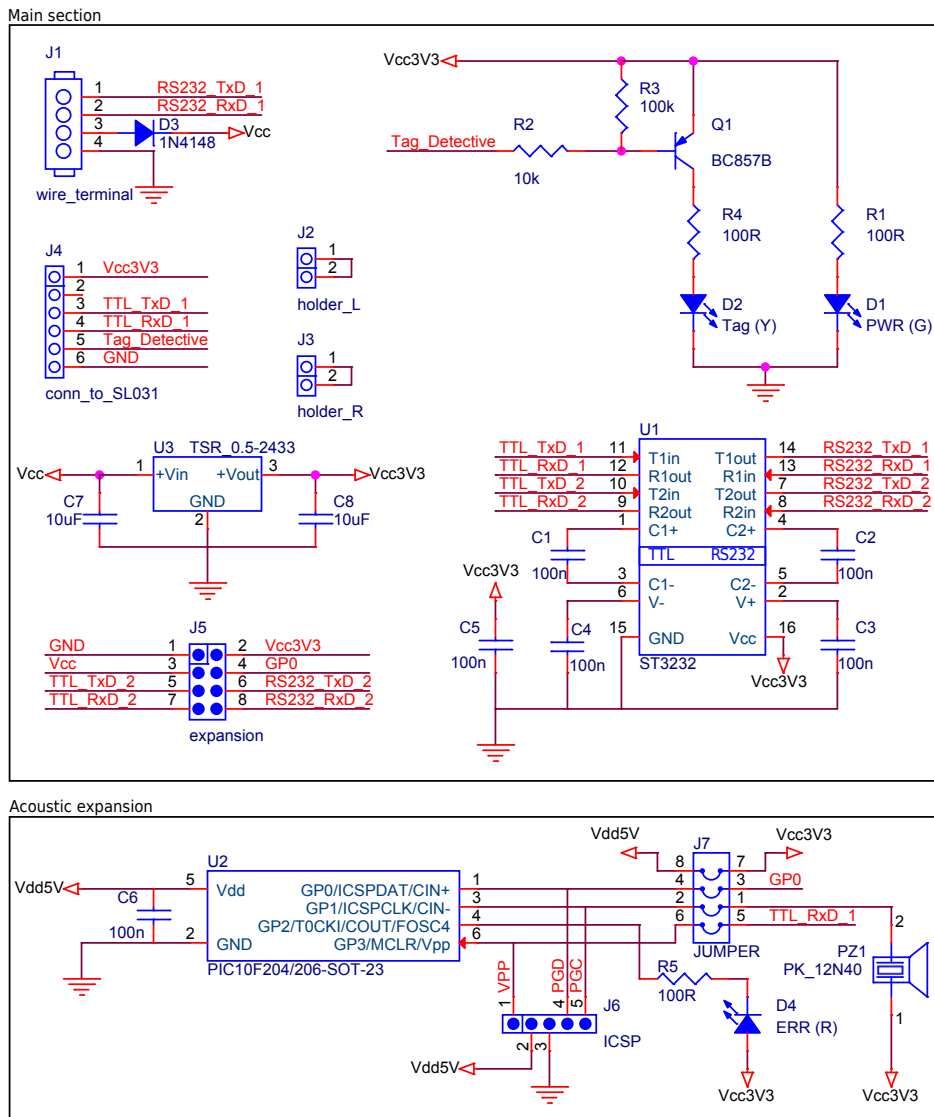 Main section
J1
1 RS232_TxD_1
2 RS232_RxD_1
3 D3 Vcc
1N4148
4
wire_terminal
Vcc3V3
R3
100k
R2
Tag_Detective
10k
Q1
BC857B
R4
100R
R1
100R
D2
Tag (Y)
D1
PWR (G)
J4
1 Vcc3V3
2
3 TTL_TxD_1
4 TTL_RxD_1
5 Tag_Detective
6 GND
conn_to_SL031
J2
1
2
holder_L
J3
1
2
holder_R
U3 TSR_0.5-2433
Vcc 1 +Vin +Vout 3 Vcc3V3
GND
2
C7
10uF
C8
10uF
U1
TTL_TxD_1 11 T1in T1out 14 RS232_TxD_1
TTL_RxD_1 12 R1out R1in 13 RS232_RxD_1
TTL_TxD_2 10 T2in T2out 7 RS232_TxD_2
TTL_RxD_2 9 R2out R2in 8 RS232_RxD_2
1 C1+ C2+ 4
C1
100n
TTL RS232
C2
100n
3 C1- C2- 5
6 V- V+ 2
Vcc3V3
C5
100n
C4
100n
15 GND Vcc 16
C3
100n
ST3232
Vcc3V3
J5
GND 1 2 Vcc3V3
Vcc 3 4 GP0
TTL_TxD_2 5 6 RS232_TxD_2
TTL_RxD_2 7 8 RS232_RxD_2
expansion
Acoustic expansion
U2
Vdd5V 5 Vdd GP0/ICSPDAT/CIN+ 1
GP1/ICSPCLK/CIN- 3
GP2/T0CKI/COUT/FOSC4 4
2 GND GP3/MCLR/Vpp 6
C6
100n
PIC10F204/206-SOT-23
Vdd5V J7 Vcc3V3
8 7
4 3 GP0
2 1
6 5 TTL_RxD_1
JUMPER
2
PZ1
PK_12N40
1
Vcc3V3
R5
100R
D4
ERR (R)
Vcc3V3
VPP PGD PGC
1 4 5 J6
2 3 ICSP
Vdd5V